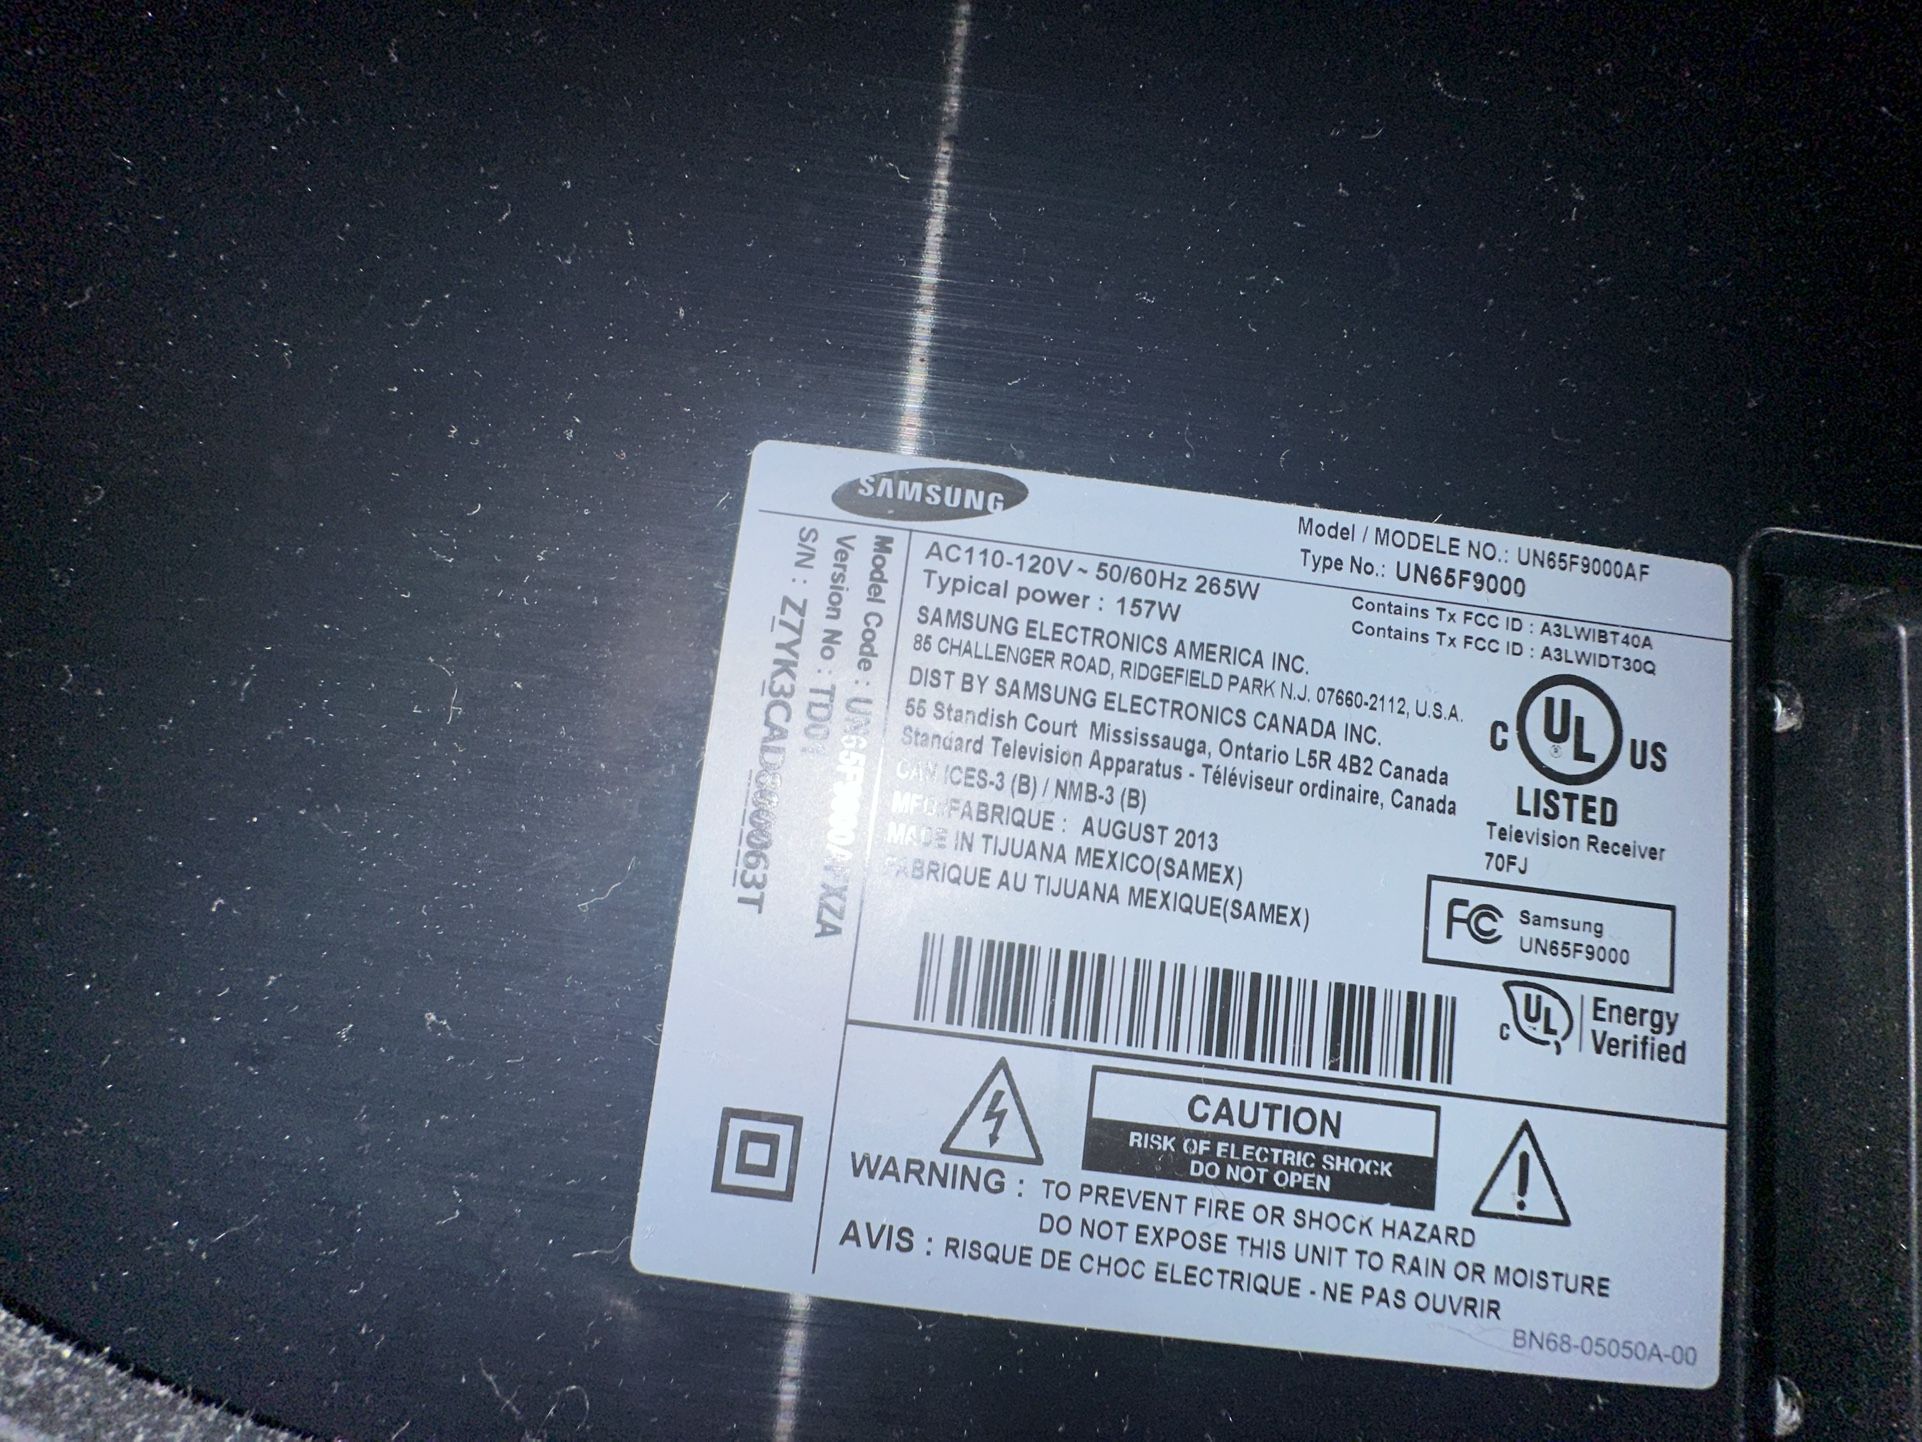 SAMSUNG
Model / MODELE NO.: UN65F9000AF
Type No.: UN65F9000
AC110-120V ~ 50/60Hz 265W
Typical power : 157W
Contains Tx FCC ID : A3LWIBT40A
Contains Tx FCC ID : A3LWIDT30Q
SAMSUNG ELECTRONICS AMERICA INC.
85 CHALLENGER ROAD, RIDGEFIELD PARK N.J. 07660-2112, U.S.A.
DIST BY SAMSUNG ELECTRONICS CANADA INC.
55 Standish Court Mississauga, Ontario L5R 4B2 Canada
Standard Television Apparatus - Téléviseur ordinaire, Canada
CAN ICES-3 (B) / NMB-3 (B)
MFD./FABRIQUE : AUGUST 2013
MADE IN TIJUANA MEXICO(SAMEX)
FABRIQUE AU TIJUANA MEXIQUE(SAMEX)
C UL US
LISTED
Television Receiver
70FJ
FC Samsung
UN65F9000
C UL Energy
Verified
Model Code : UN65F9000AFXZA
Version No : TD01
S/N : Z7YK3CAD800063T
CAUTION
RISK OF ELECTRIC SHOCK
DO NOT OPEN
WARNING : TO PREVENT FIRE OR SHOCK HAZARD
DO NOT EXPOSE THIS UNIT TO RAIN OR MOISTURE
AVIS : RISQUE DE CHOC ELECTRIQUE - NE PAS OUVRIR
BN68-05050A-00